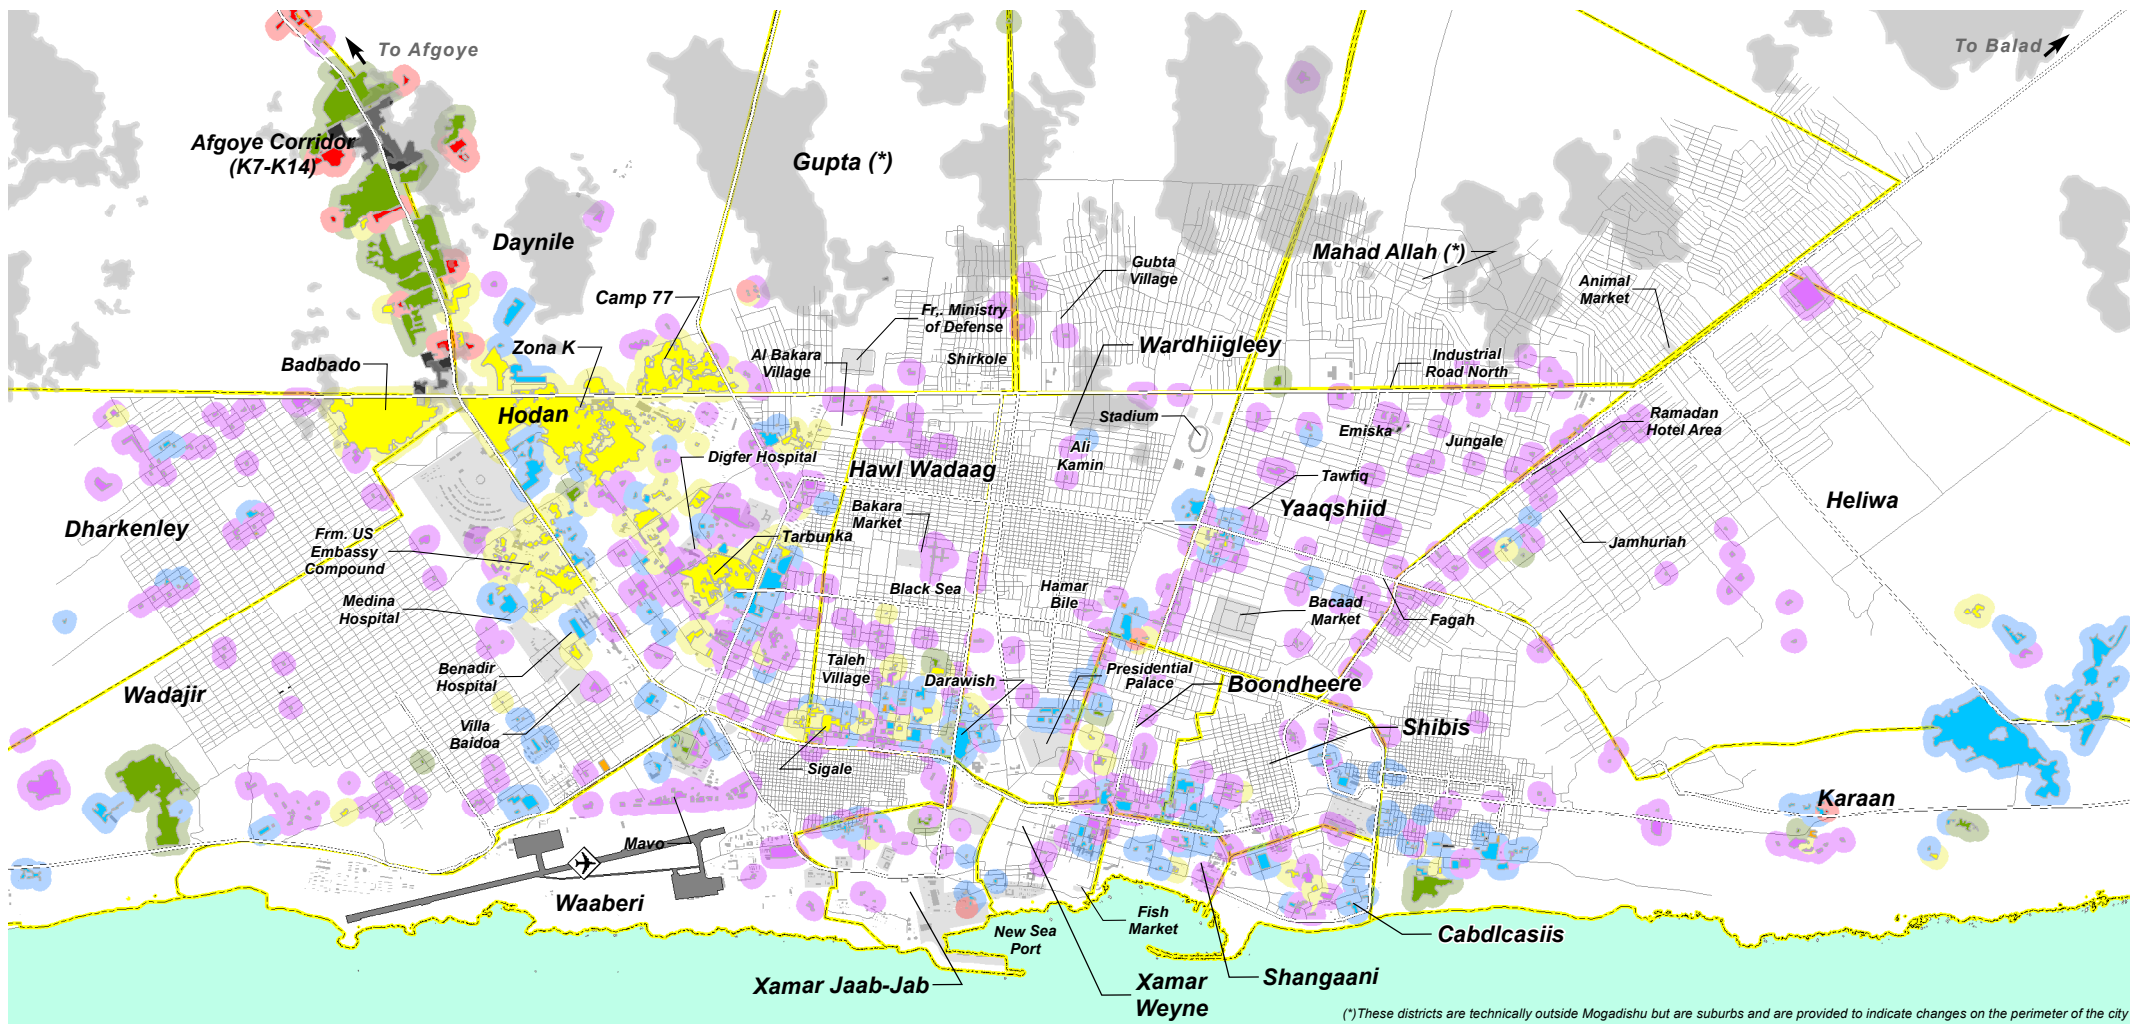 To Afgoye
To Balad
Afgoye Corridor
(K7-K14)
Gupta (*)
Daynile
Mahad Allah (*)
Gubta
Village
Animal
Market
Camp 77
Fr,. Ministry
of Defense
Zona K
Al Bakara
Village
Shirkole
Wardhiigleey
Industrial
Road North
Badbado
Hodan
Stadium
Emiska
Jungale
Ramadan
Hotel Area
Digfer Hospital
Hawl Wadaag
Ali
Kamin
Tawfiq
Yaaqshiid
Heliwa
Dharkenley
Bakara
Market
Frm. US
Embassy
Compound
Tarbunka
Jamhuriah
Black Sea
Hamar
Bile
Medina
Hospital
Bacaad
Market
Fagah
Benadir
Hospital
Taleh
Village
Darawish
Presidential
Palace
Boondheere
Wadajir
Villa
Baidoa
Shibis
Sigale
Karaan
Mavo
Waaberi
New Sea
Port
Fish
Market
Cabdlcasiis
Xamar Jaab-Jab
Xamar
Weyne
Shangaani
(*)These districts are technically outside Mogadishu but are suburbs and are provided to indicate changes on the perimeter of the city